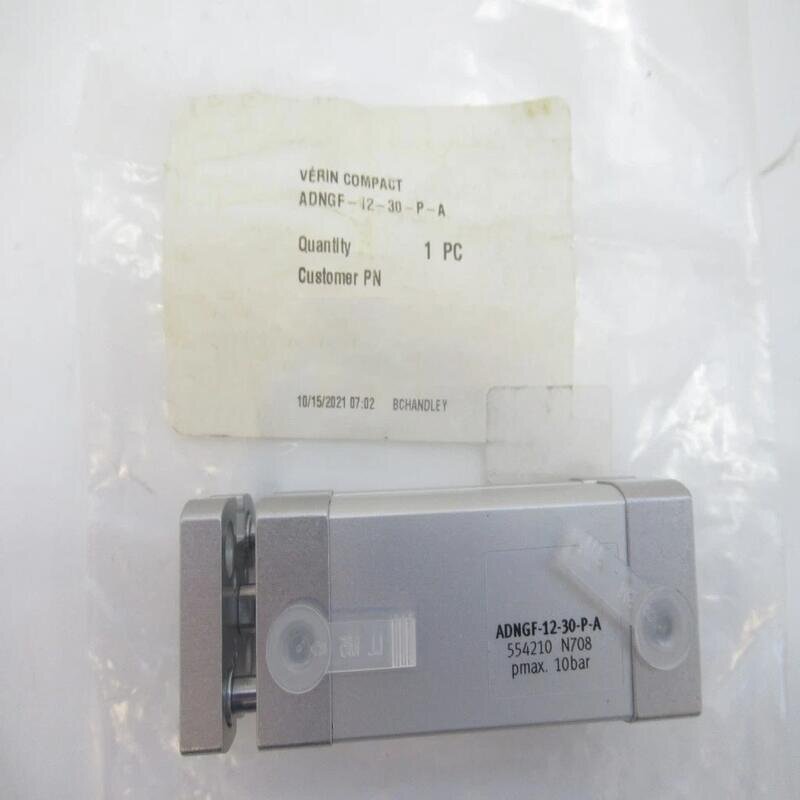 VÉRIN COMPACT
ADNGF-12-30-P-A
Quantity 1 PC
Customer PN
10/15/2021 07:02 BCHANDLEY
ADNGF-12-30-P-A
554210 N708
pmax. 10bar